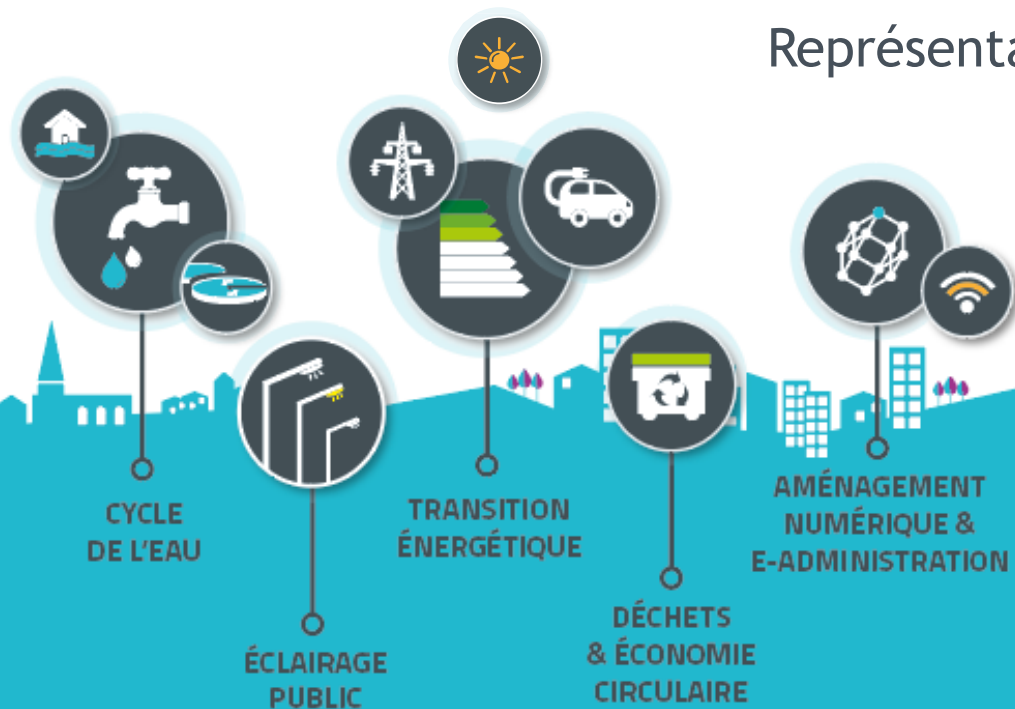 Représenta
CYCLE
DE L'EAU
ÉCLAIRAGE
PUBLIC
TRANSITION
ÉNERGÉTIQUE
DÉCHETS
& ÉCONOMIE
CIRCULAIRE
AMÉNAGEMENT
NUMÉRIQUE &
E-ADMINISTRATION